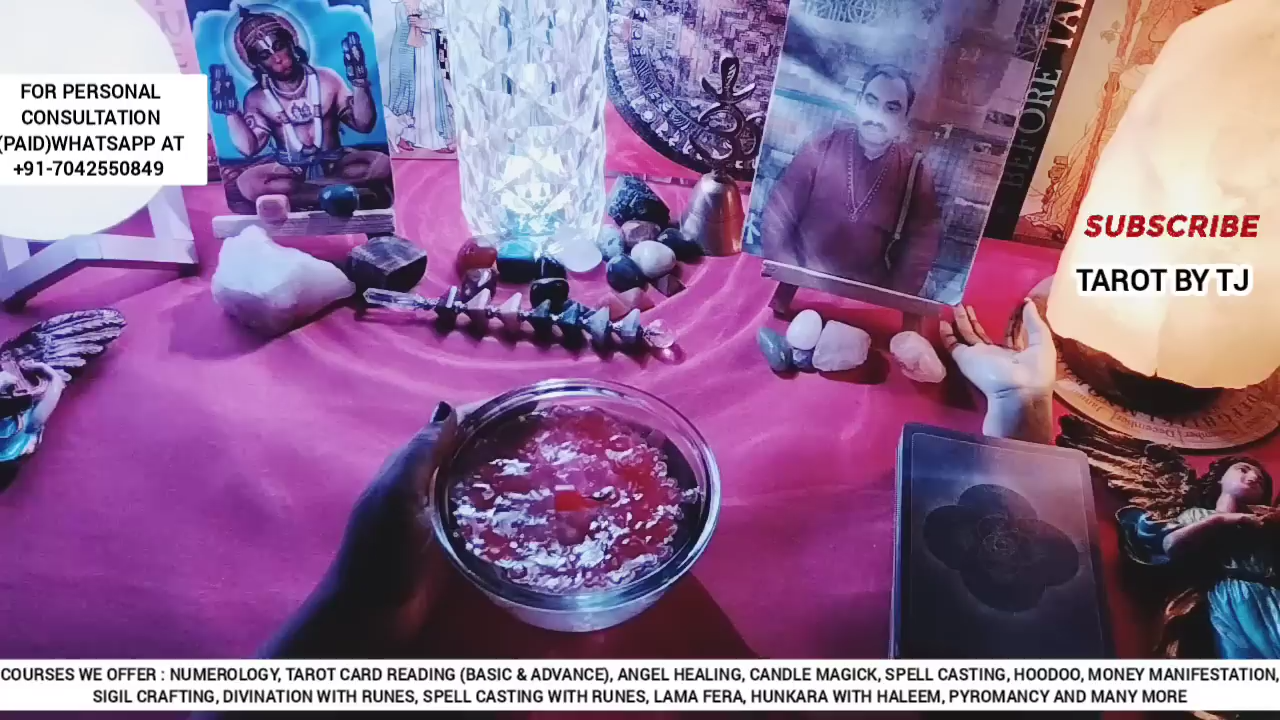 FOR PERSONAL
CONSULTATION
(PAID)WHATSAPP AT
+91-7042550849
BEFORE
SUBSCRIBE
TAROT BY TJ
COURSES WE OFFER : NUMEROLOGY, TAROT CARD READING (BASIC & ADVANCE), ANGEL HEALING, CANDLE MAGICK, SPELL CASTING, HOODOO, MONEY MANIFESTATION,
SIGIL CRAFTING, DIVINATION WITH RUNES, SPELL CASTING WITH RUNES, LAMA FERA, HUNKARA WITH HALEEM, PYROMANCY AND MANY MORE